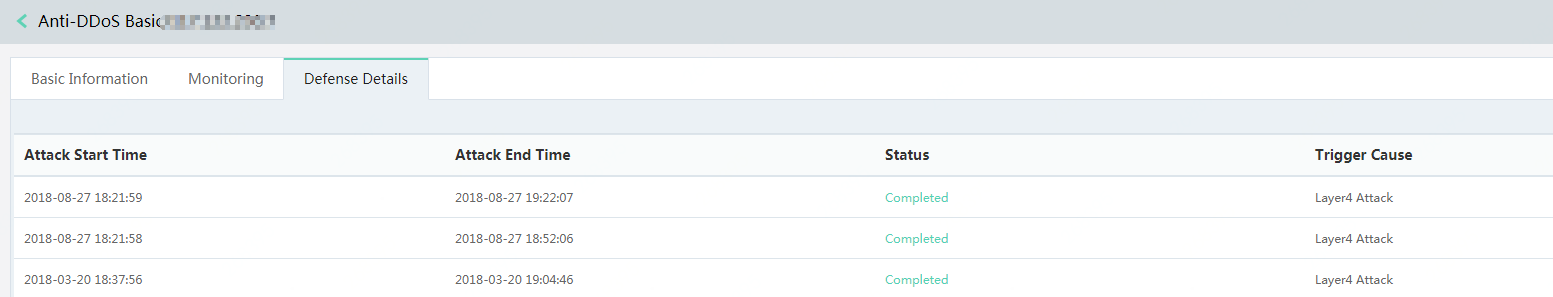 Anti-DDoS Basic
Basic Information Monitoring Defense Details
Attack Start Time Attack End Time Status Trigger Cause
2018-08-27 18:21:59 2018-08-27 19:22:07 Completed Layer4 Attack
2018-08-27 18:21:58 2018-08-27 18:52:06 Completed Layer4 Attack
2018-03-20 18:37:56 2018-03-20 19:04:46 Completed Layer4 Attack